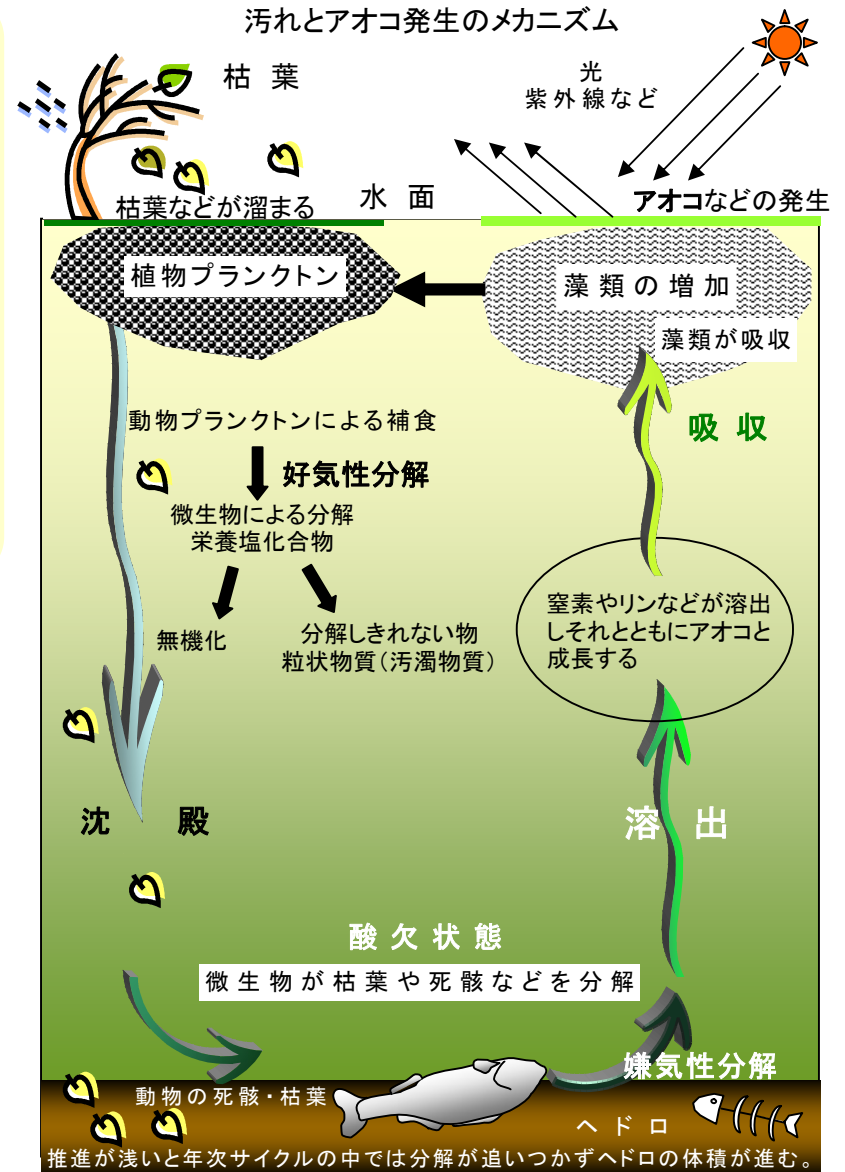 汚れとアオコ発生のメカニズム
枯 葉
光
紫外線など
枯葉などが溜まる
水 面
アオコなどの発生
植物プランクトン
藻類の増加
藻類が吸収
動物プランクトンによる補食
吸 収
好気性分解
微生物による分解
栄養塩化合物
無機化
分解しきれない物
粒状物質（汚濁物質）
窒素やリンなどが溶出
しそれとともにアオコと
成長する
沈 殿
溶 出
酸欠状態
微生物が枯葉や死骸などを分解
嫌気性分解
動物の死骸・枯葉
ヘドロ
推進が浅いと年次サイクルの中では分解が追いつかずヘドロの体積が進む。